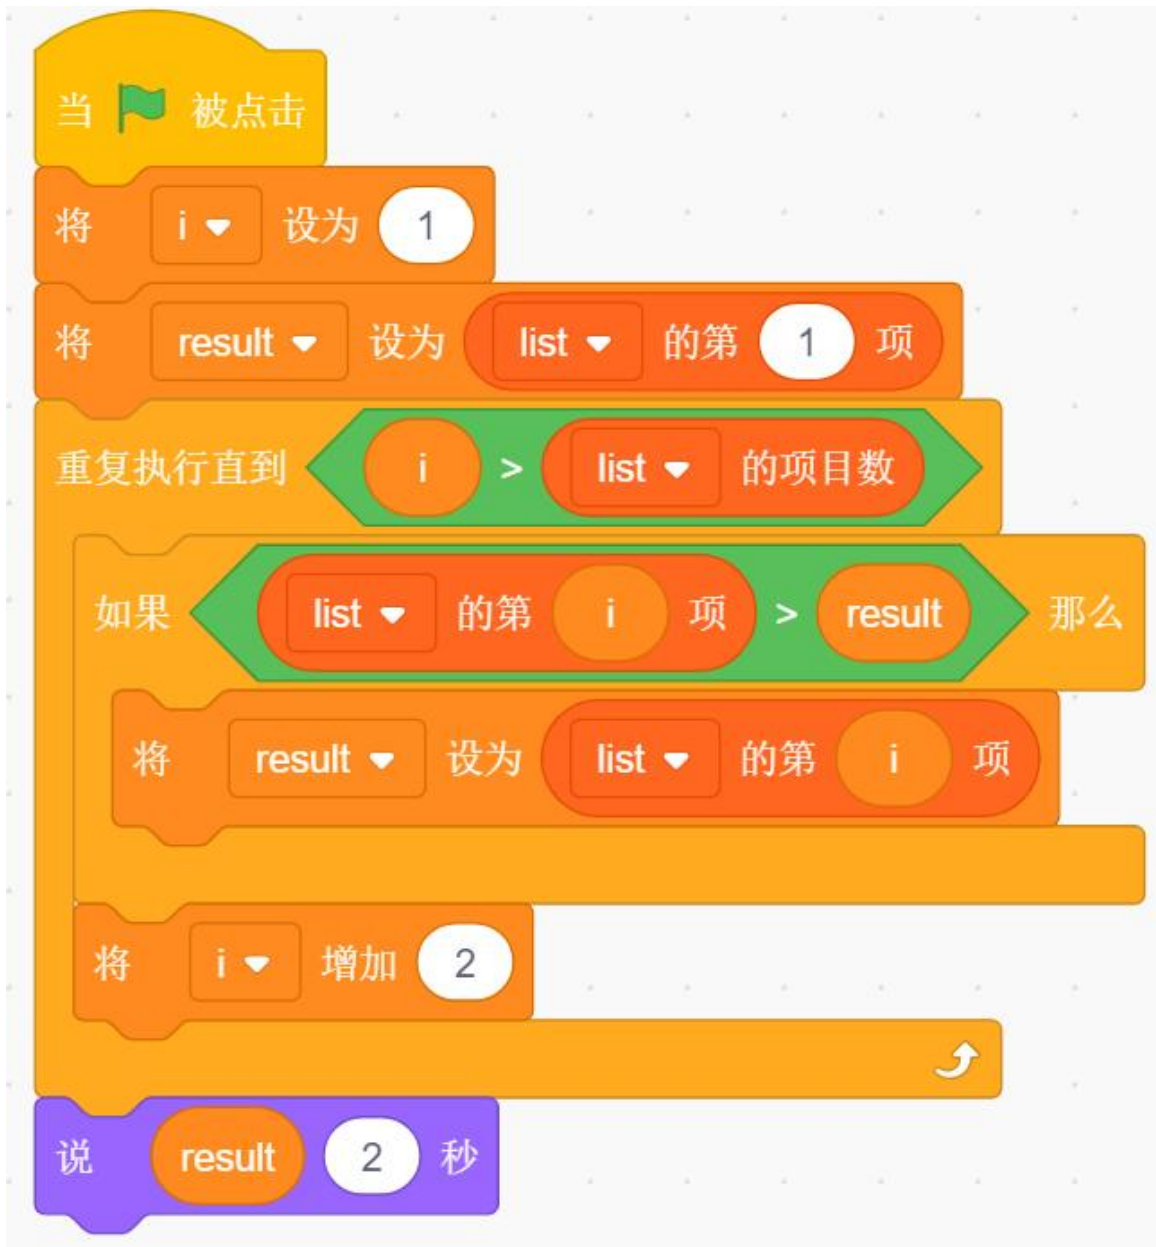 当 被点击
将 i 设为 1
将 result 设为 list 的第 1 项
重复执行直到 i > list 的项目数
如果 list 的第 i 项 > result 那么
将 result 设为 list 的第 i 项
将 i 增加 2
说 result 2 秒